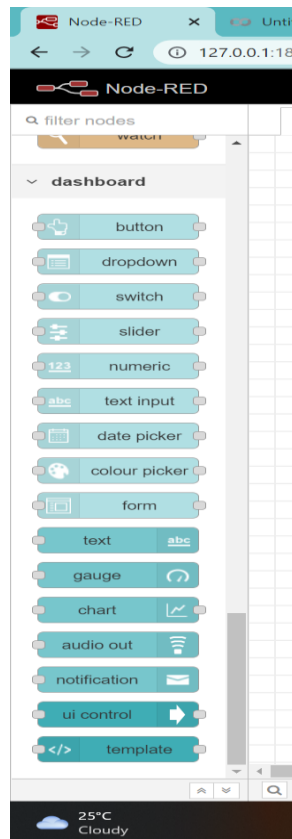 Node-RED
Unti
127.0.0.1:18
Node-RED
filter nodes
watch
dashboard
button
dropdown
switch
slider
123 numeric
abc text input
date picker
colour picker
form
text abc
gauge
chart
audio out
notification
ui control
</> template
25°C
Cloudy